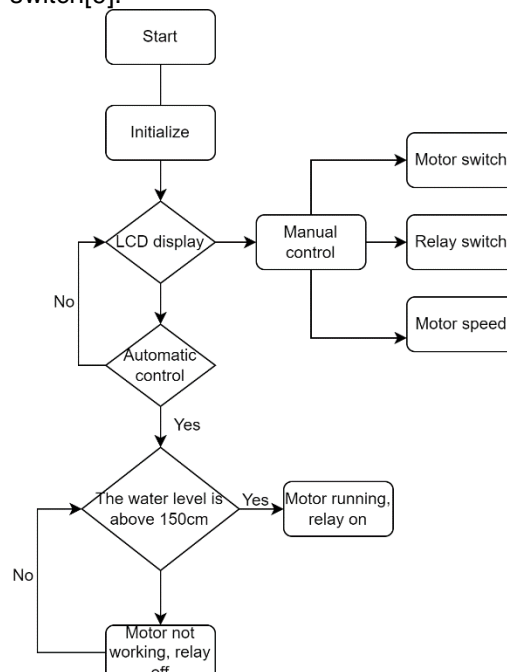 Start
Initialize
LCD display
Manual
control
Motor switch
Relay switch
Motor speed
No
Automatic
control
Yes
The water level is
above 150cm
Yes
Motor running,
relay on
No
Motor not
working, relay
off